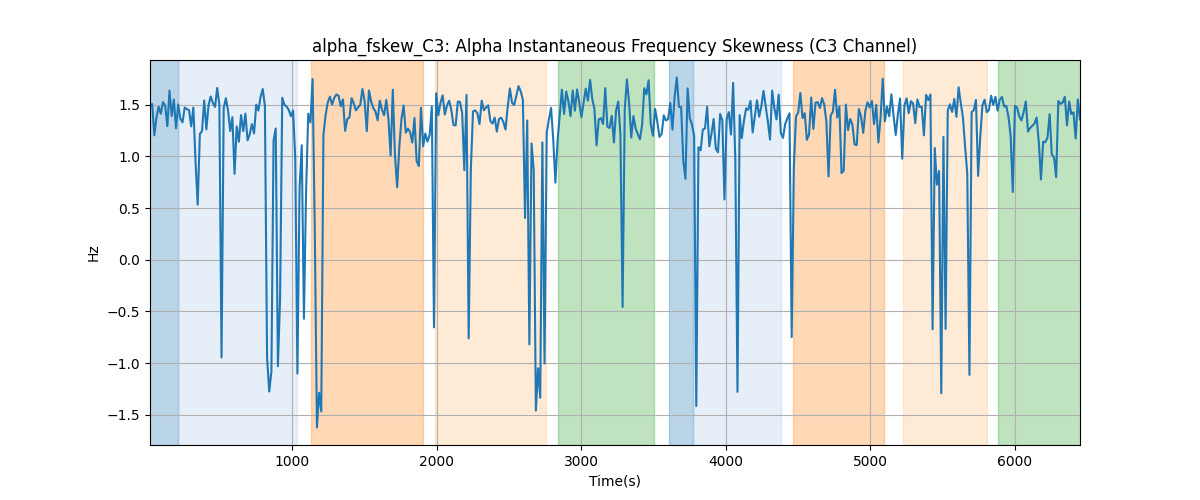 alpha_fskew_C3: Alpha Instantaneous Frequency Skewness (C3 Channel)
Hz
1.5
1.0
0.5
0.0
−0.5
−1.0
−1.5
1000 2000 3000 4000 5000 6000
Time(s)